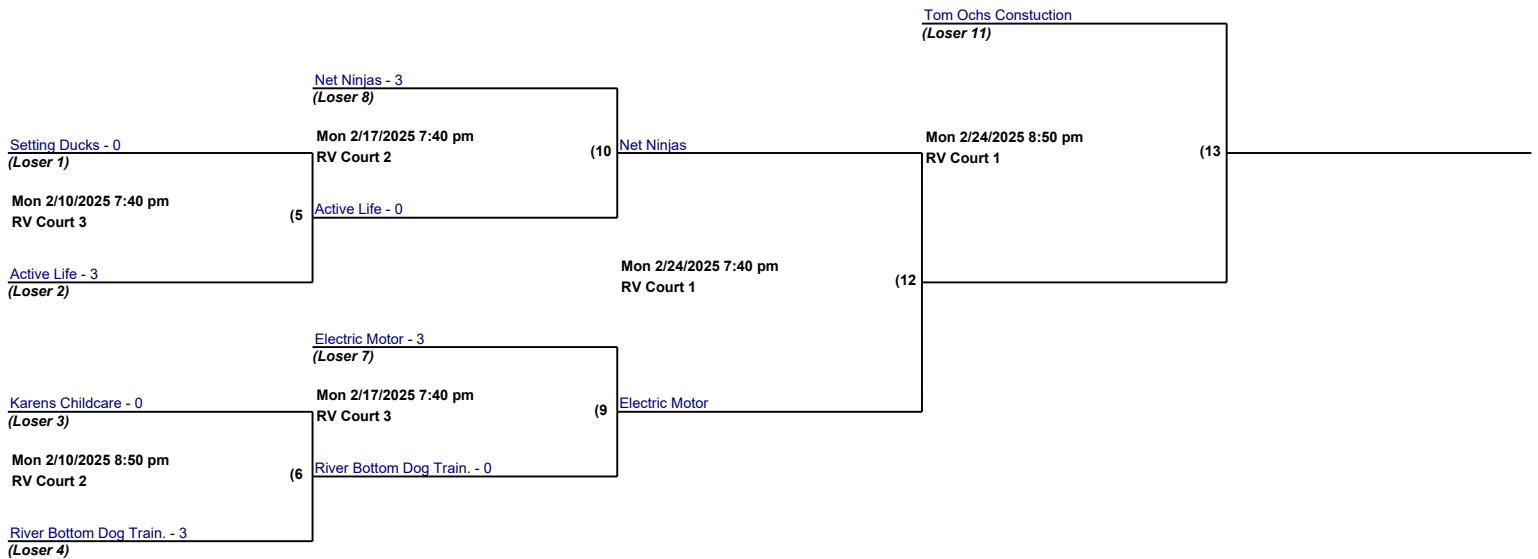 Tom Ochs Constuction
(Loser 11)
Net Ninjas - 3
(Loser 8)
Mon 2/17/2025 7:40 pm
RV Court 2
(10
Net Ninjas
Mon 2/24/2025 8:50 pm
RV Court 1
(13
Setting Ducks - 0
(Loser 1)
Mon 2/10/2025 7:40 pm
RV Court 3
(5
Active Life - 0
Active Life - 3
(Loser 2)
Mon 2/24/2025 7:40 pm
RV Court 1
(12
Electric Motor - 3
(Loser 7)
Mon 2/17/2025 7:40 pm
RV Court 3
(9
Electric Motor
Karens Childcare - 0
(Loser 3)
Mon 2/10/2025 8:50 pm
RV Court 2
(6
River Bottom Dog Train. - 0
River Bottom Dog Train. - 3
(Loser 4)